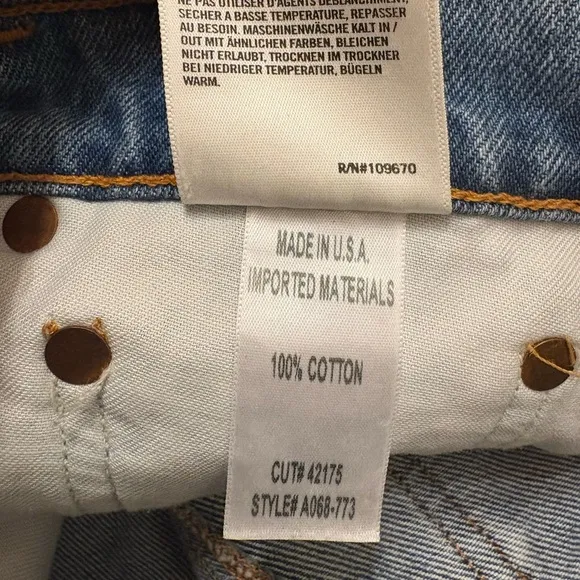 NE PAS UTILISER D'AGENTS DEBLANCHIMENT,
SECHER A BASSE TEMPERATURE, REPASSER
AU BESOIN. MASCHINENWÄSCHE KALT IN /
OUT MIT ÄHNLICHEN FARBEN, BLEICHEN
NICHT ERLAUBT, TROCKNEN IM TROCKNER
BEI NIEDRIGER TEMPERATUR, BÜGELN
WARM.
R/N#109670
MADE IN U.S.A.
IMPORTED MATERIALS
100% COTTON
CUT# 42175
STYLE# A068-773